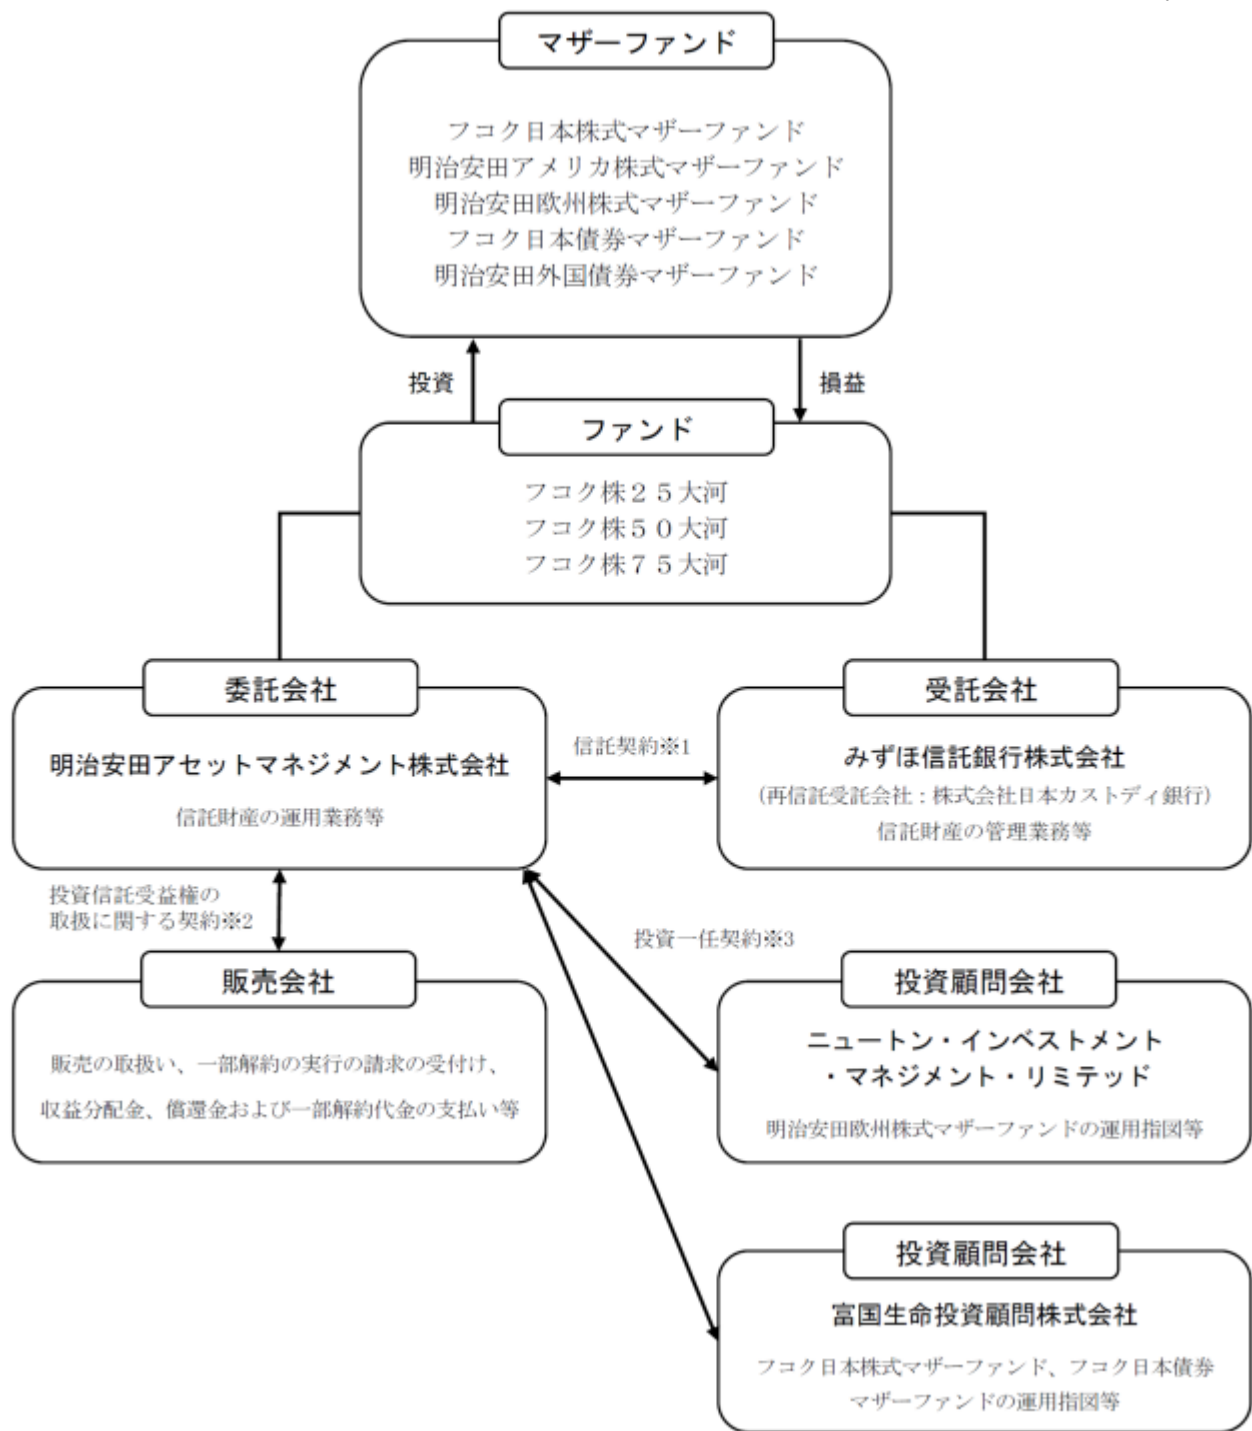 マザーファンド
フコク日本株式マザーファンド
明治安田アメリカ株式マザーファンド
明治安田欧州株式マザーファンド
フコク日本債券マザーファンド
明治安田外国債券マザーファンド
投資
損益
ファンド
フコク株２５大河
フコク株５０大河
フコク株７５大河
委託会社
明治安田アセットマネジメント株式会社
信託財産の運用業務等
信託契約※1
受託会社
みずほ信託銀行株式会社
(再信託受託会社：株式会社日本カストディ銀行)
信託財産の管理業務等
投資信託受益権の
取扱に関する契約※2
投資一任契約※3
販売会社
販売の取扱い、一部解約の実行の請求の受付け、
収益分配金、償還金および一部解約代金の支払い等
投資顧問会社
ニュートン・インベストメント
・マネジメント・リミテッド
明治安田欧州株式マザーファンドの運用指図等
投資顧問会社
富国生命投資顧問株式会社
フコク日本株式マザーファンド、フコク日本債券
マザーファンドの運用指図等